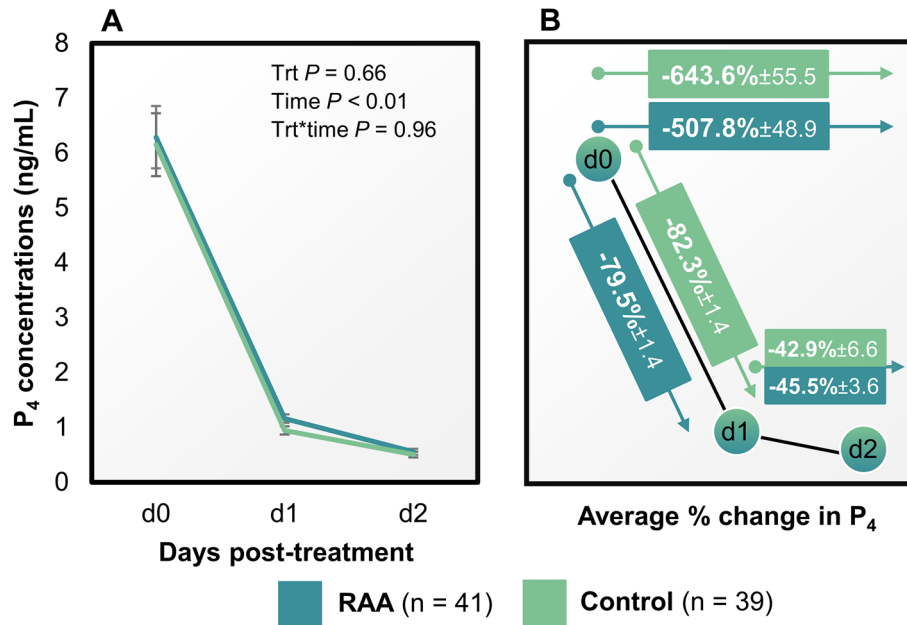 A
P₄ concentrations (ng/mL)
8
7
6
5
4
3
2
1
0
Trt P = 0.66
Time P < 0.01
Trt*time P = 0.96
d0
d1
d2
Days post-treatment
B
-643.6%±55.5
-507.8%±48.9
d0
-82.3%±1.4
-79.5%±1.4
-42.9%±6.6
-45.5%±3.6
d1
d2
Average % change in P₄
RAA (n = 41)
Control (n = 39)